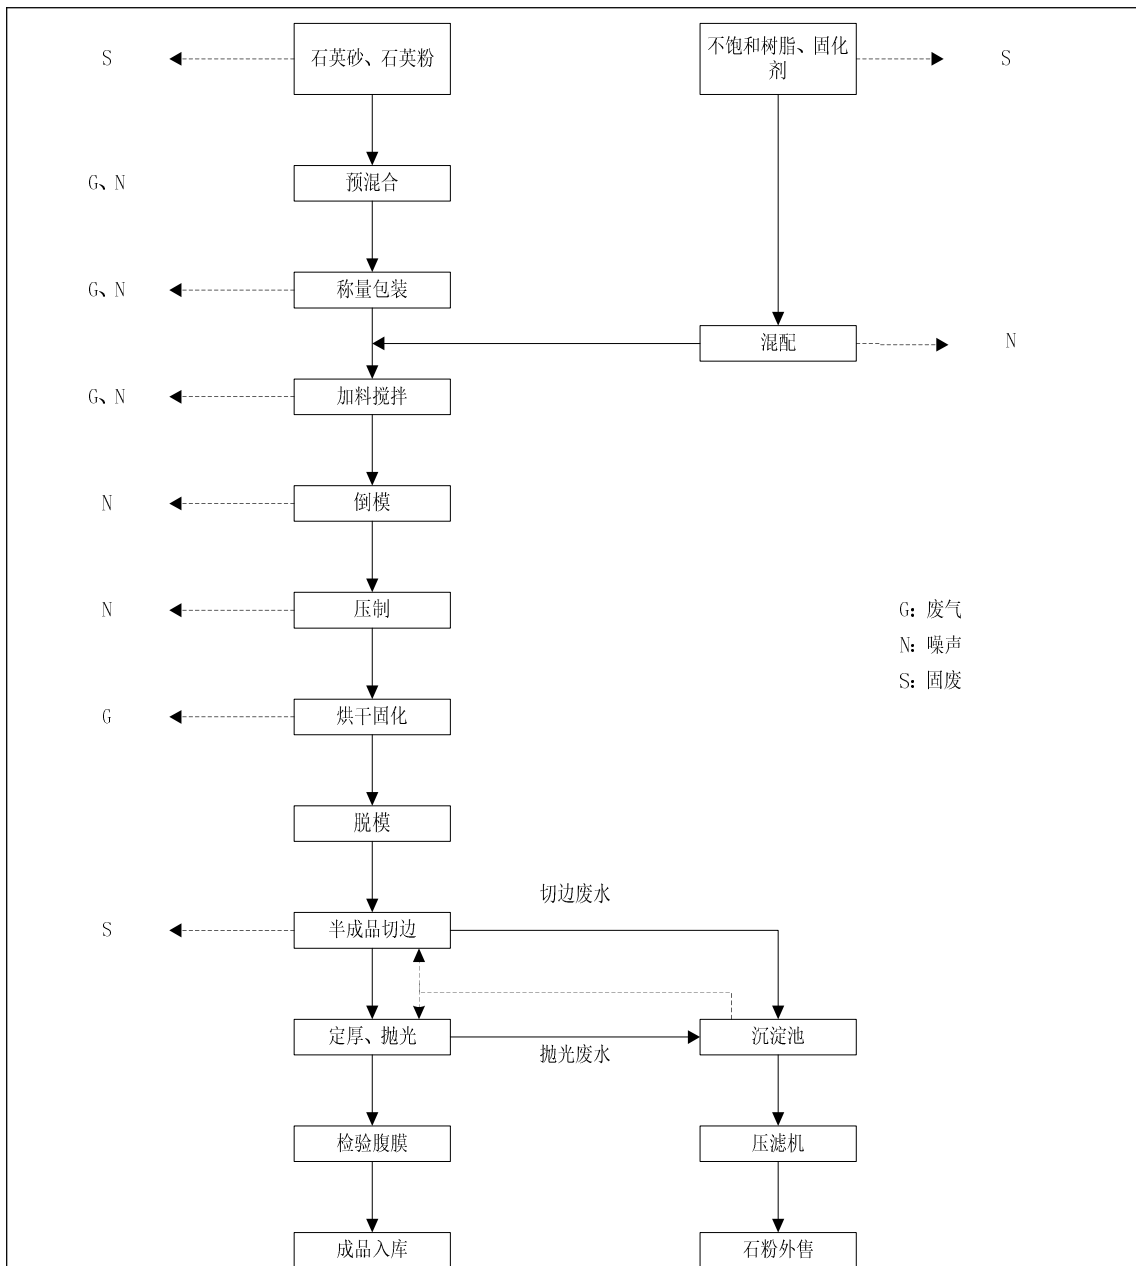 S
石英砂、石英粉
不饱和树脂、固化
剂
S
G、N
预混合
G、N
称量包装
混配
N
G、N
加料搅拌
N
倒模
N
压制
G：废气
N：噪声
S：固废
G
烘干固化
脱模
切边废水
S
半成品切边
定厚、抛光
抛光废水
沉淀池
检验腹膜
压滤机
成品入库
石粉外售